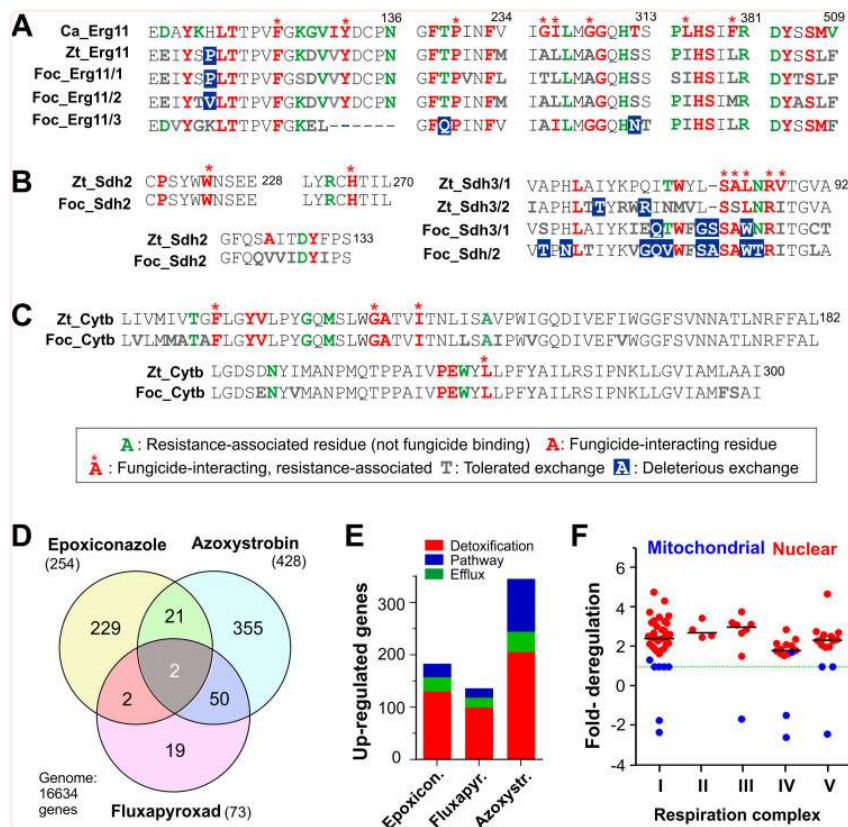 A
136 234 313 381 509
Ca_Erg11 EDAYKHLTTPVFGKGVIYDCPN GFTPINFV IGILMGGQHTS PLHSIFR DYSSMV
Zt_Erg11 EEIYSPLTTPVFGKDVVYDCPN GFTPINFM IALLMAGQHSS PIHSILR DYSSLF
Foc_Erg11/1 EEIYSPLTTPVFGSDVVYDCPN GFTPVNFL ITLLMGGQHSS SIHSILR DYTSLF
Foc_Erg11/2 EEIYTVLTTPVFGKDVVYDCPN GFTPINFM IALLMGGQHSS PIHSIMR DYASLF
Foc_Erg11/3 EDVYGKLTTPVFGKEL------ GFQPINFV IAILMGGQHNT PIHSILR DYSSMF
B
Zt_Sdh2 CPSYWWNSEE 228 LYRCHTIL 270
Foc_Sdh2 CPSYWWNSEE LYRCHTIL
Zt_Sdh2 GFQSAITDYFPS 133
Foc_Sdh2 GFQQVVIDYIPS
Zt_Sdh3/1 VAPHLAIYKPQITWYL-SALNRVTGVA 92
Zt_Sdh3/2 IAPHLTTYRWRINMVL-SSLNRITGVA
Foc_Sdh3/1 VSPHLAIYKIEQTWFGSSAWNRITGCT
Foc_Sdh/2 VTPNLTIYKVGQVWFSASAWTRITGLA
C
Zt_Cytb LIVMIVTGFLGYVLPYGQMSLWGATVITNLISAVPWIGQDIVEFIWGGFSVNNATLNRFFAL 182
Foc_Cytb LVLMMATAFLGYVLPYGQMSLWGATVITNLLSAIPWVGQDIVEFVWGGFSVNNATLNRFFAL
Zt_Cytb LGDSDNYIMANPMQTPPAIVPEWYLLPFYAILRSIPNKLLGVIAMLAAI 300
Foc_Cytb LGDSENYVMANPMQTPPAIVPEWYLLPFYAILRSIPNKLLGVIAMFSAI
A : Resistance-associated residue (not fungicide binding) A: Fungicide-interacting residue
*A : Fungicide-interacting, resistance-associated T: Tolerated exchange A : Deleterious exchange
D
Epoxiconazole Azoxystrobin
(254) (428)
229 21 355
2
2 50
19
Genome:
16634
genes
Fluxapyroxad (73)
E
Detoxification
Pathway
Efflux
Up-regulated genes
300
200
100
0
Epoxicon. Fluxapyr. Azoxystr.
F
Mitochondrial Nuclear
Fold- deregulation
6
4
2
0
-2
-4
I II III IV V
Respiration complex